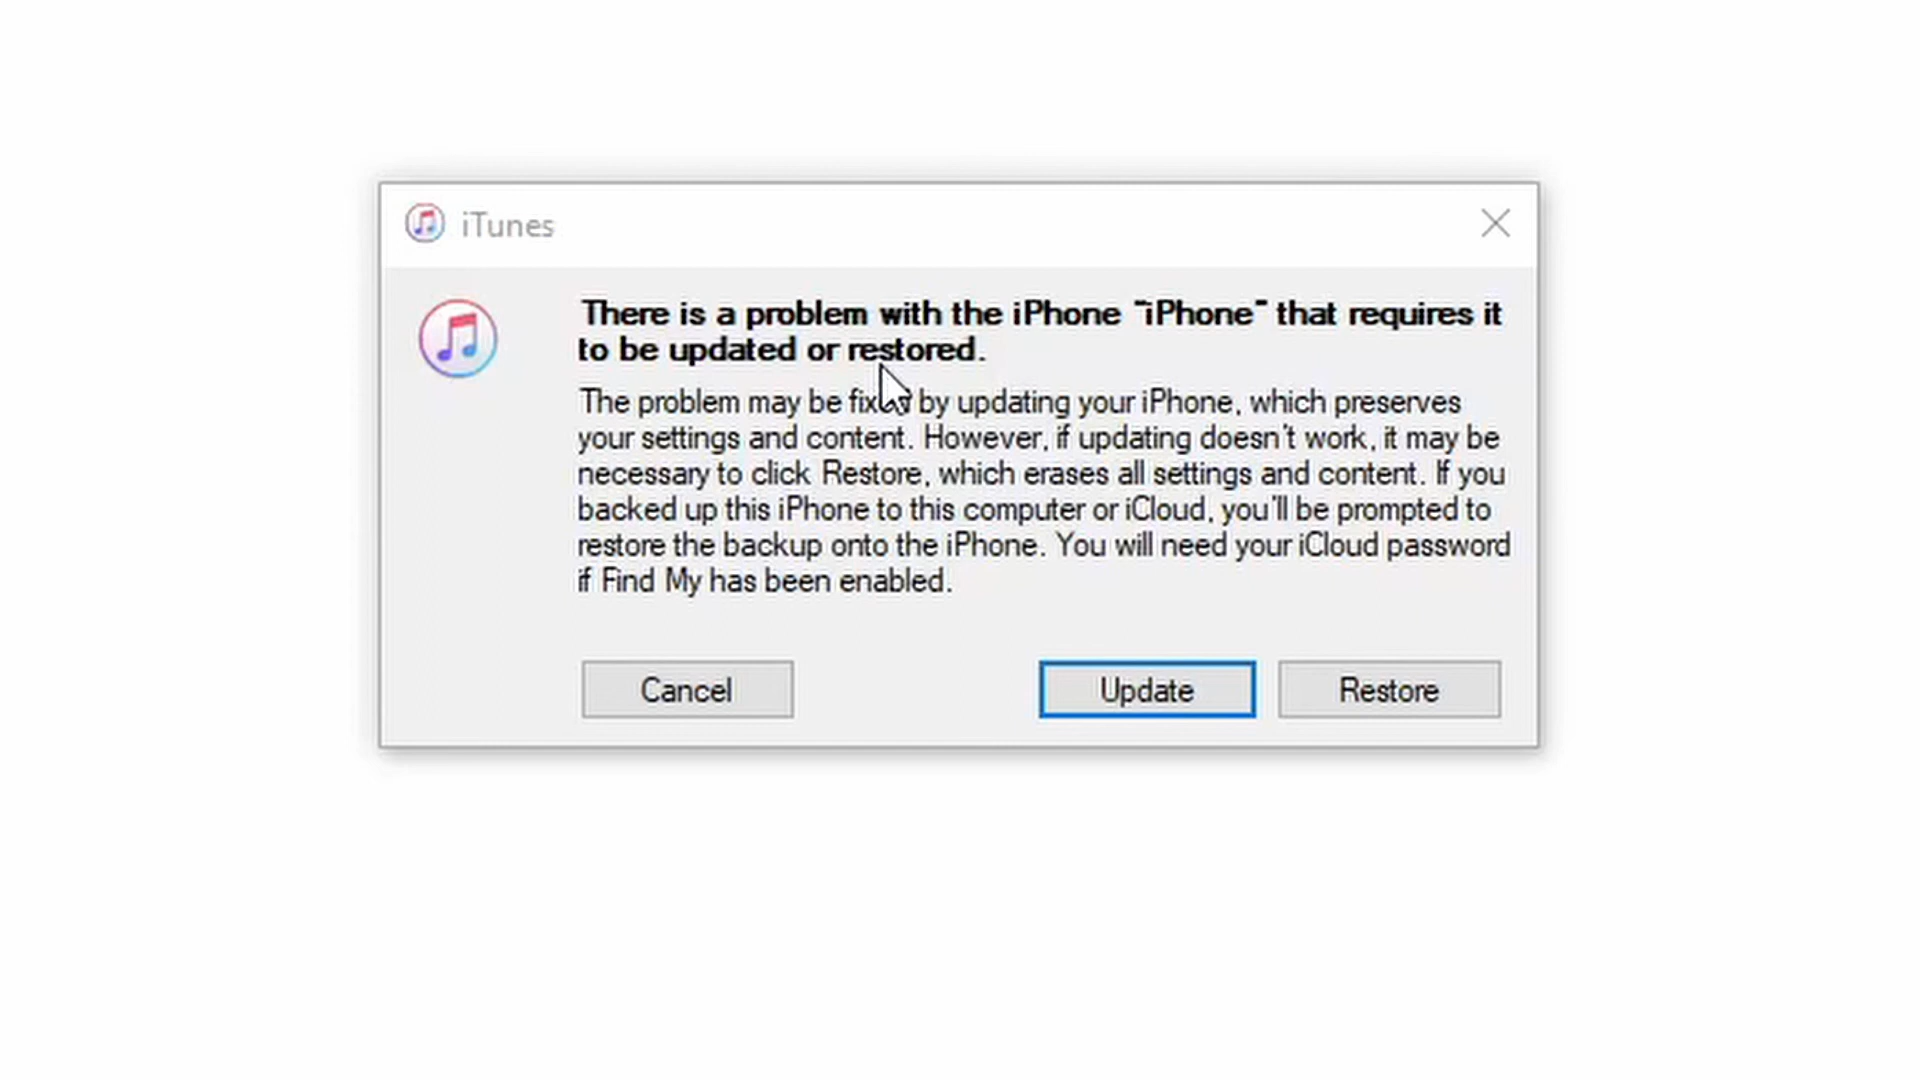 iTunes
There is a problem with the iPhone "iPhone" that requires it
to be updated or restored.
The problem may be fixed by updating your iPhone, which preserves
your settings and content. However, if updating doesn't work, it may be
necessary to click Restore, which erases all settings and content. If you
backed up this iPhone to this computer or iCloud, you'll be prompted to
restore the backup onto the iPhone. You will need your iCloud password
if Find My has been enabled.
Cancel Update Restore